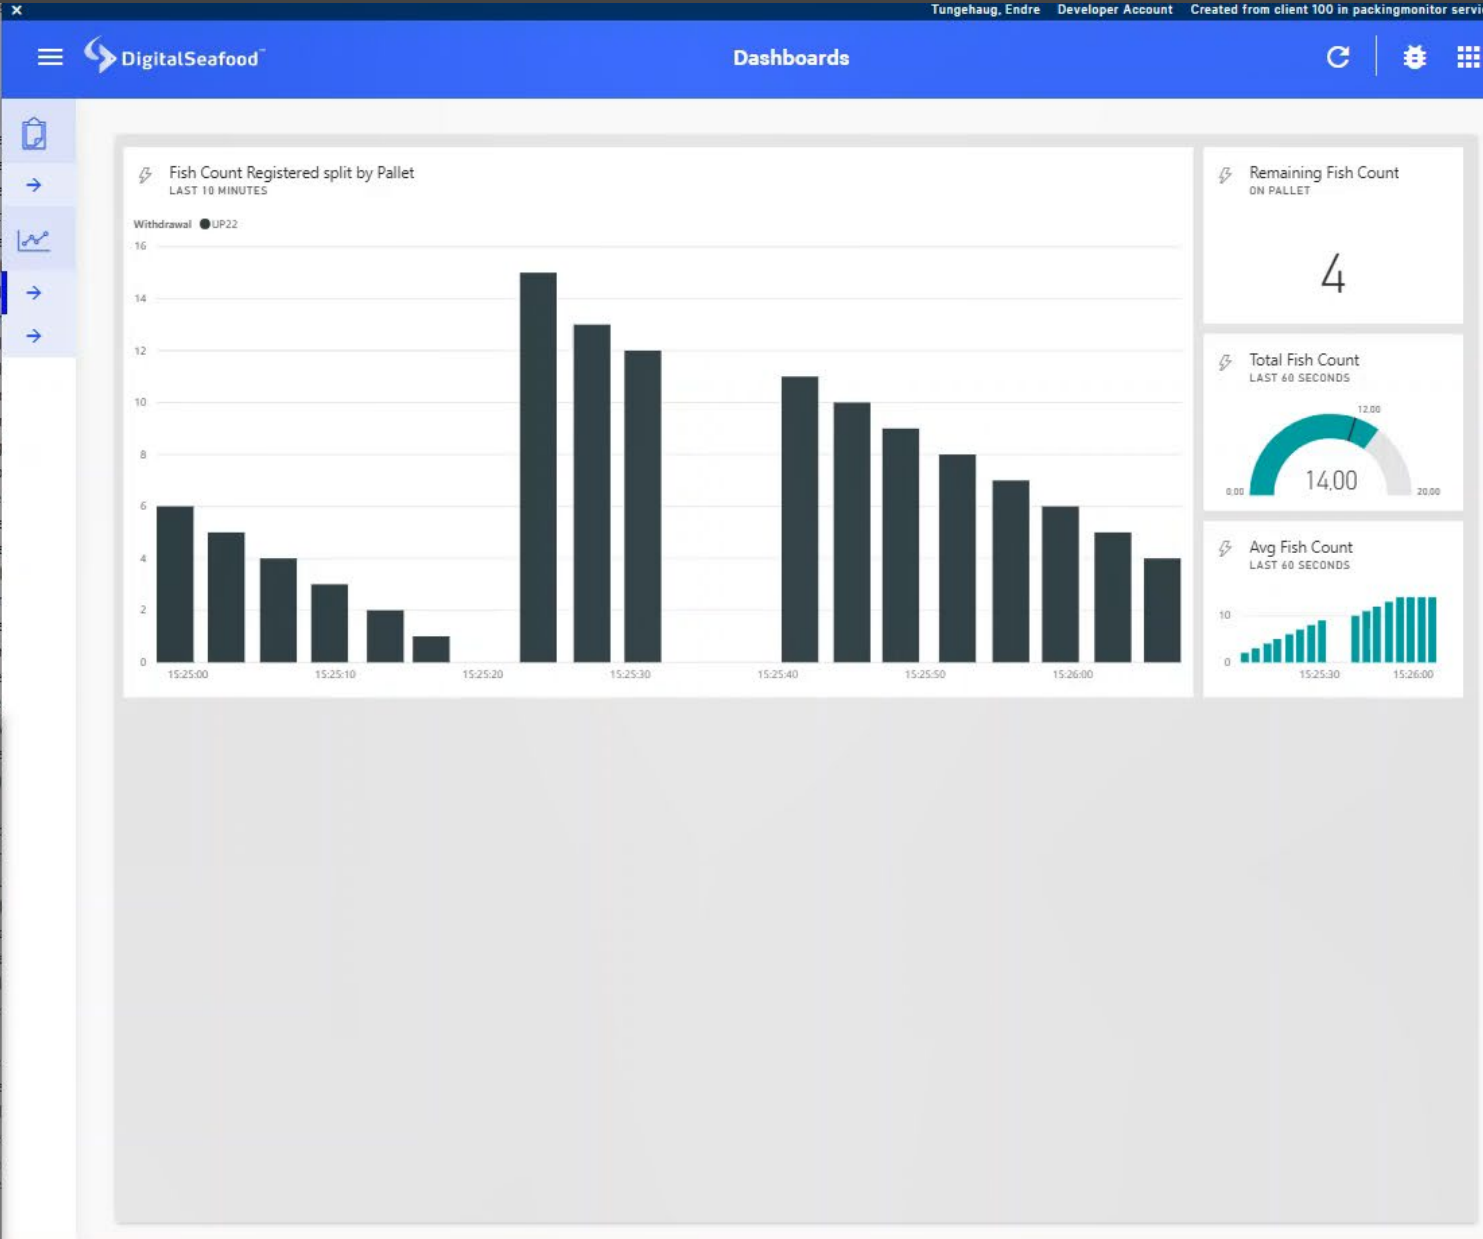 Tungehaug, Endre Developer Account Created from client 100 in packingmonitor servi
DigitalSeafood™
Dashboards
Fish Count Registered split by Pallet
LAST 10 MINUTES
Withdrawal UP22
16
14
12
10
8
6
4
2
0
15:25:00 15:25:10 15:25:20 15:25:30 15:25:40 15:25:50 15:26:00
Remaining Fish Count
ON PALLET
4
Total Fish Count
LAST 60 SECONDS
12,00
14,00
0,00 20,00
Avg Fish Count
LAST 60 SECONDS
10
0
15:25:30 15:26:00